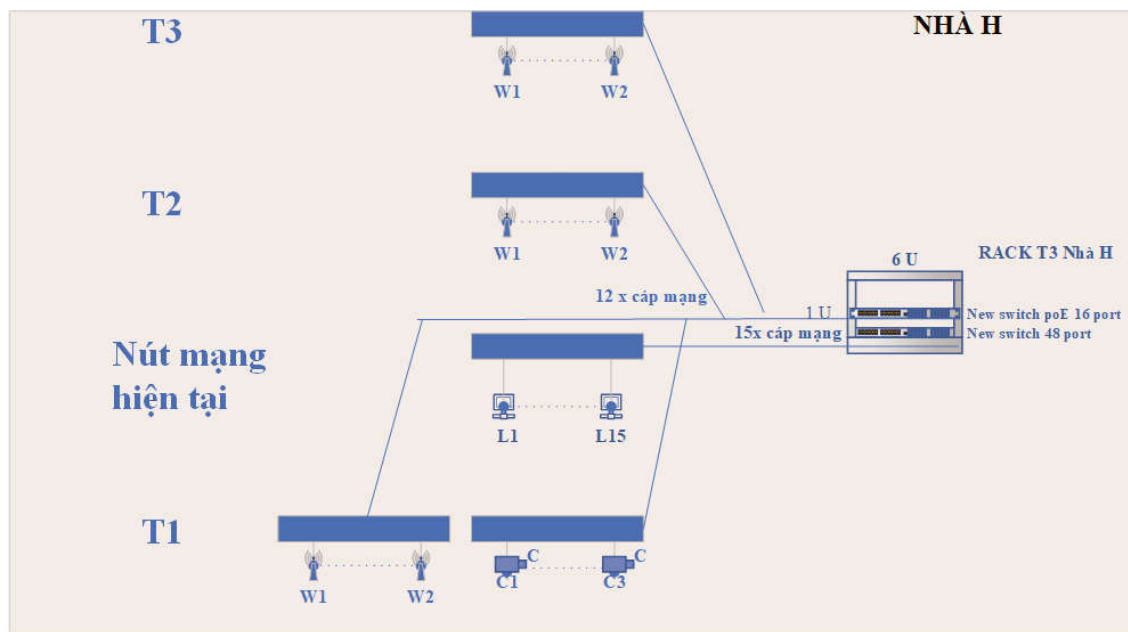 T3
NHÀ H
W1
W2
T2
W1
W2
6 U
RACK T3 Nhà H
12 x cáp mạng
1 U
New switch poE 16 port
15x cáp mạng
New switch 48 port
Nút mạng
hiện tại
L1
L15
T1
C
C
C1
C3
W1
W2